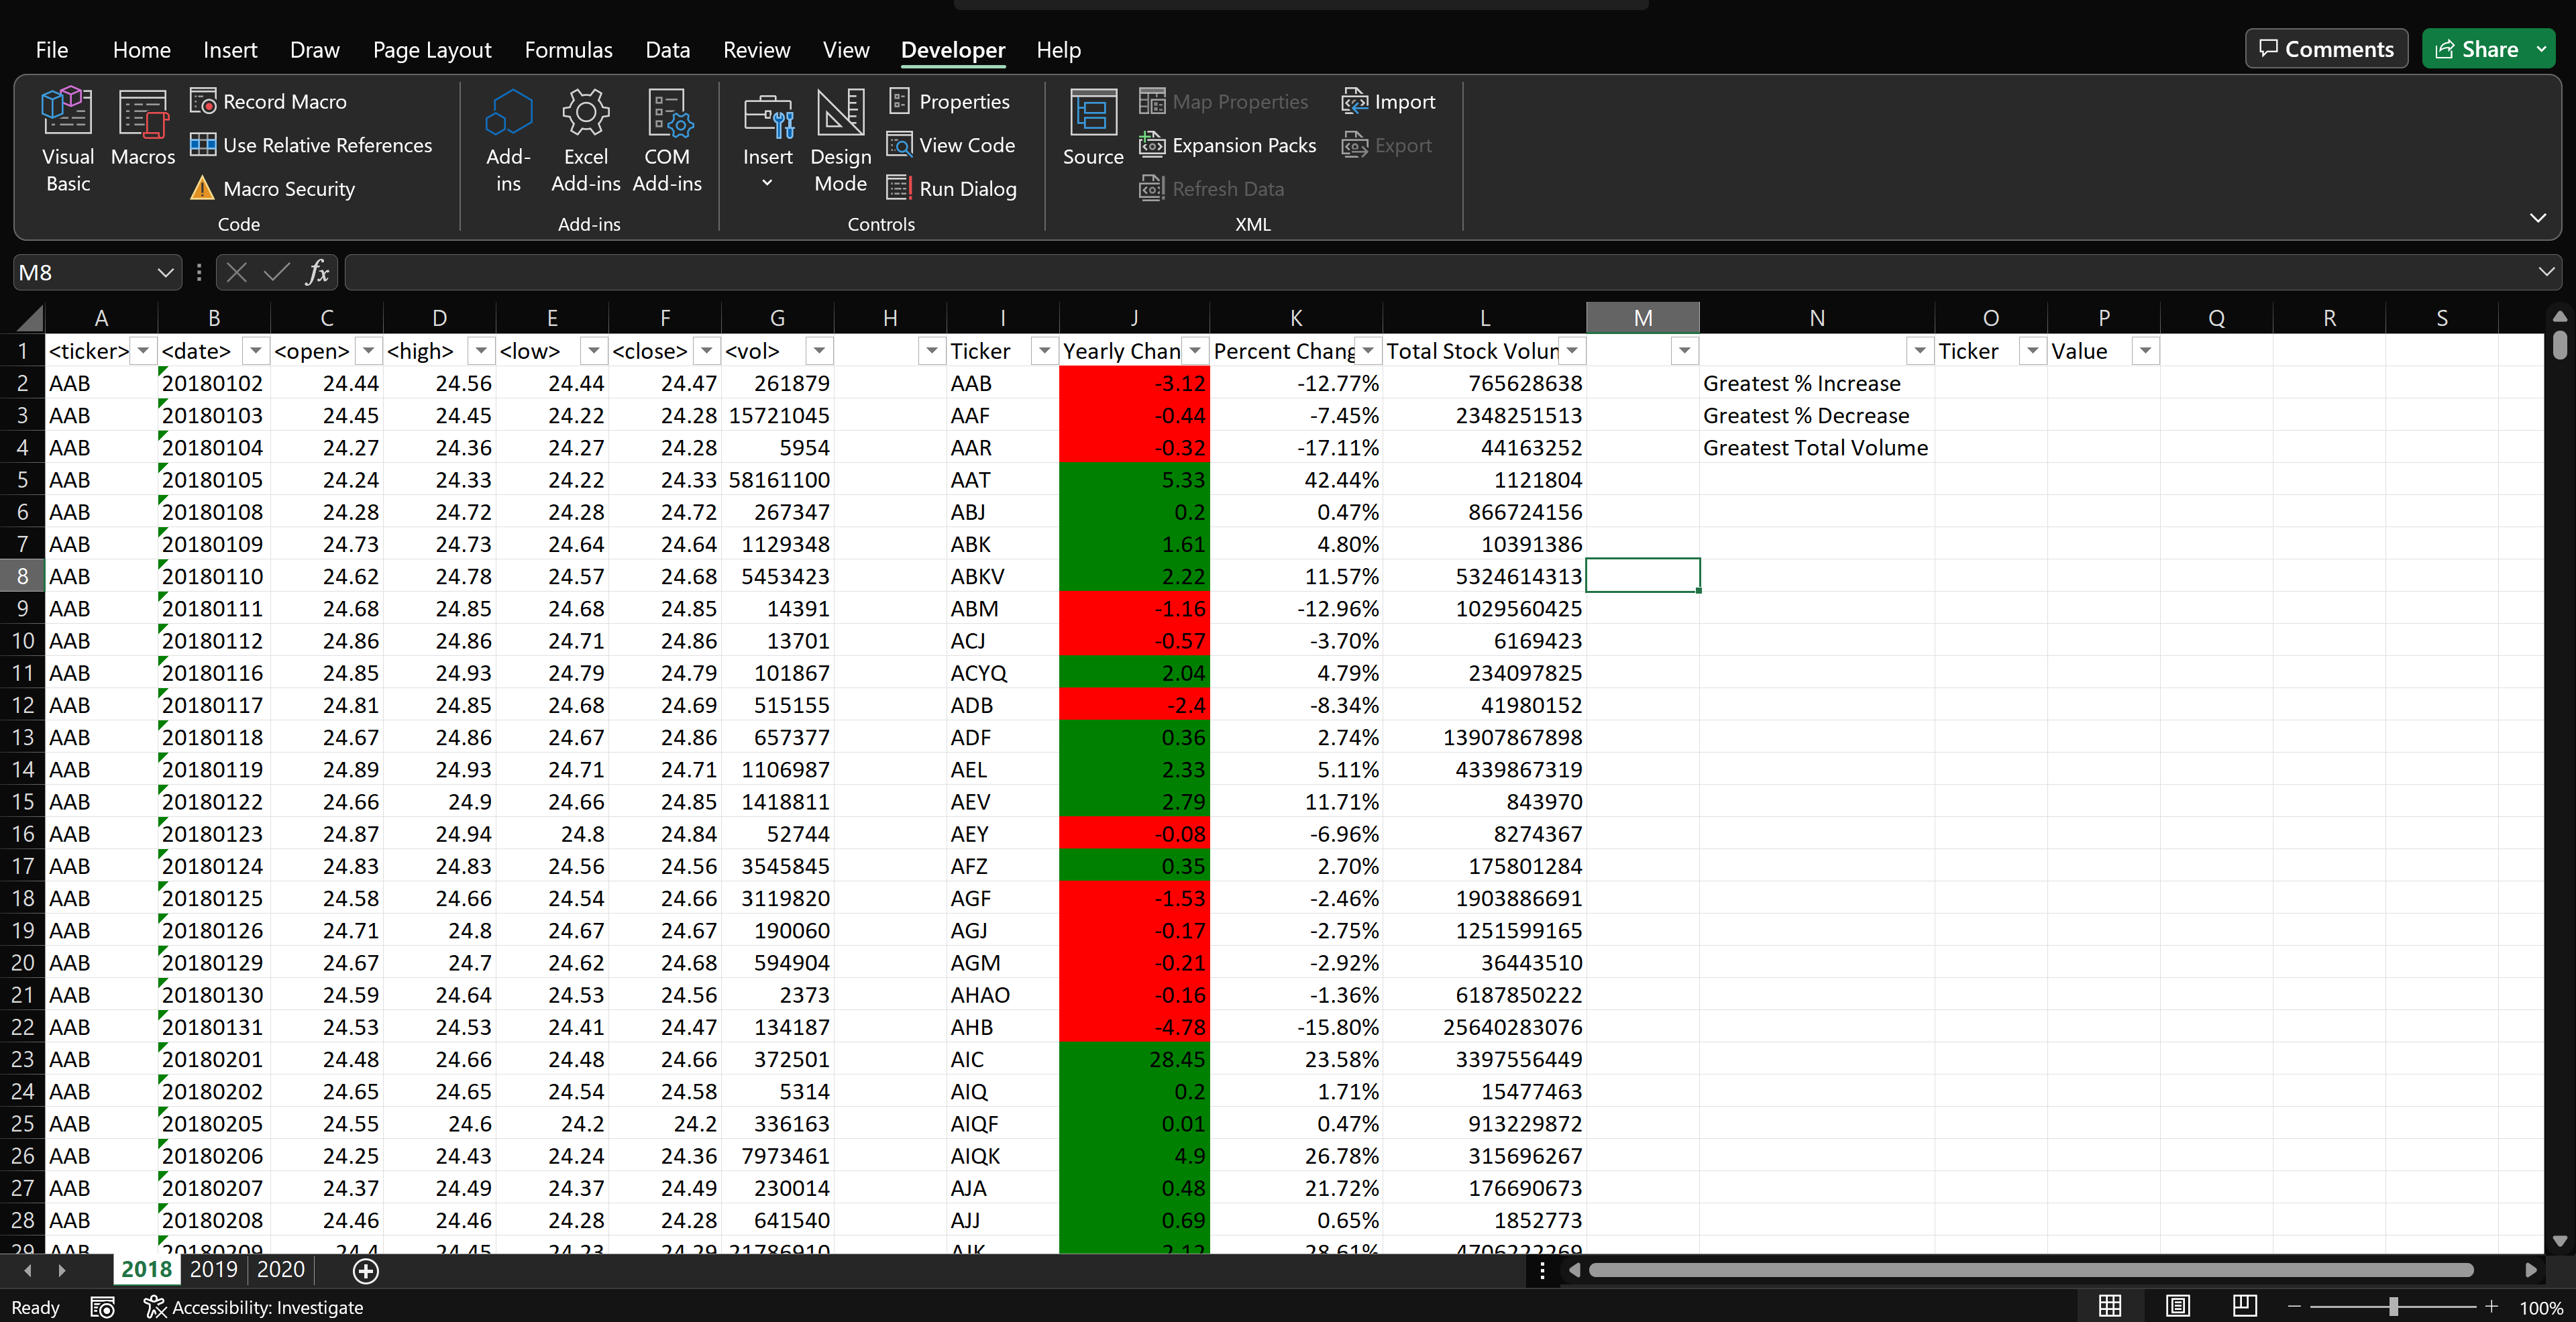 File Home Insert Draw Page Layout Formulas Data Review View Developer Help Comments Share
Visual Basic Macros Record Macro Use Relative References Macro Security
Add-ins Excel Add-ins COM Add-ins
Insert Design Mode Properties View Code Run Dialog
Source Map Properties Expansion Packs Refresh Data Import Export
Code Add-ins Controls XML
M8 fx
A B C D E F G H I J K L M N O P Q R S
1 <ticker> <date> <open> <high> <low> <close> <vol> Ticker Yearly Chan Percent Chang Total Stock Volun Ticker Value
2 AAB 20180102 24.44 24.56 24.44 24.47 261879 AAB -3.12 -12.77% 765628638 Greatest % Increase
3 AAB 20180103 24.45 24.45 24.22 24.28 15721045 AAF -0.44 -7.45% 2348251513 Greatest % Decrease
4 AAB 20180104 24.27 24.36 24.27 24.28 5954 AAR -0.32 -17.11% 44163252 Greatest Total Volume
5 AAB 20180105 24.24 24.33 24.22 24.33 58161100 AAT 5.33 42.44% 1121804
6 AAB 20180108 24.28 24.72 24.28 24.72 267347 ABJ 0.2 0.47% 866724156
7 AAB 20180109 24.73 24.73 24.64 24.64 1129348 ABK 1.61 4.80% 10391386
8 AAB 20180110 24.62 24.78 24.57 24.68 5453423 ABKV 2.22 11.57% 5324614313
9 AAB 20180111 24.68 24.85 24.68 24.85 14391 ABM -1.16 -12.96% 1029560425
10 AAB 20180112 24.86 24.86 24.71 24.86 13701 ACJ -0.57 -3.70% 6169423
11 AAB 20180116 24.85 24.93 24.79 24.79 101867 ACYQ 2.04 4.79% 234097825
12 AAB 20180117 24.81 24.85 24.68 24.69 515155 ADB -2.4 -8.34% 41980152
13 AAB 20180118 24.67 24.86 24.67 24.86 657377 ADF 0.36 2.74% 13907867898
14 AAB 20180119 24.89 24.93 24.71 24.71 1106987 AEL 2.33 5.11% 4339867319
15 AAB 20180122 24.66 24.9 24.66 24.85 1418811 AEV 2.79 11.71% 843970
16 AAB 20180123 24.87 24.94 24.8 24.84 52744 AEY -0.08 -6.96% 8274367
17 AAB 20180124 24.83 24.83 24.56 24.56 3545845 AFZ 0.35 2.70% 175801284
18 AAB 20180125 24.58 24.66 24.54 24.66 3119820 AGF -1.53 -2.46% 1903886691
19 AAB 20180126 24.71 24.8 24.67 24.67 190060 AGJ -0.17 -2.75% 1251599165
20 AAB 20180129 24.67 24.7 24.62 24.68 594904 AGM -0.21 -2.92% 36443510
21 AAB 20180130 24.59 24.64 24.53 24.56 2373 AHAO -0.16 -1.36% 6187850222
22 AAB 20180131 24.53 24.53 24.41 24.47 134187 AHB -4.78 -15.80% 25640283076
23 AAB 20180201 24.48 24.66 24.48 24.66 372501 AIC 28.45 23.58% 3397556449
24 AAB 20180202 24.65 24.65 24.54 24.58 5314 AIQ 0.2 1.71% 15477463
25 AAB 20180205 24.55 24.6 24.2 24.2 336163 AIQF 0.01 0.47% 913229872
26 AAB 20180206 24.25 24.43 24.24 24.36 7973461 AIQK 4.9 26.78% 315696267
27 AAB 20180207 24.37 24.49 24.37 24.49 230014 AJA 0.48 21.72% 176690673
28 AAB 20180208 24.46 24.46 24.28 24.28 641540 AJJ 0.69 0.65% 1852773
29 AAB 20180209 24.4 24.45 24.23 24.29 21786910 AJK 2.12 28.61% 4706222269
2018 2019 2020
Ready Accessibility: Investigate 100%